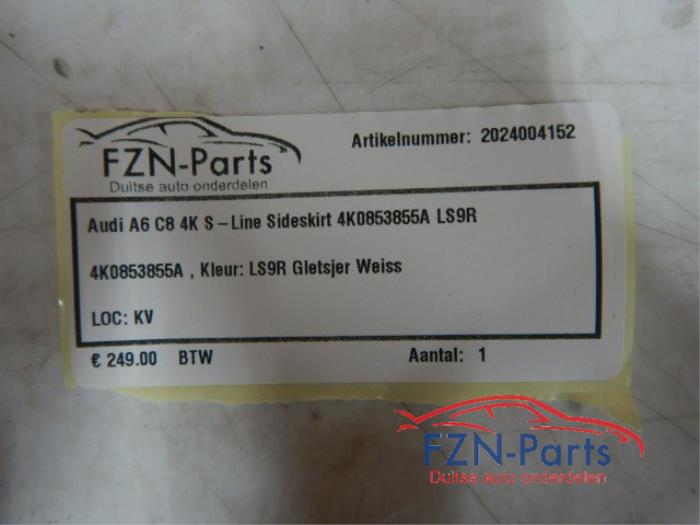 FZN-Parts
Duitse auto onderdelen
Artikelnummer: 2024004152
Audi A6 C8 4K S-Line Sideskirt 4K0853855A LS9R
4K0853855A , Kleur: LS9R Gletsjer Weiss
LOC: KV
€ 249.00 BTW Aantal: 1
FZN-Parts
Duitse auto onderdelen